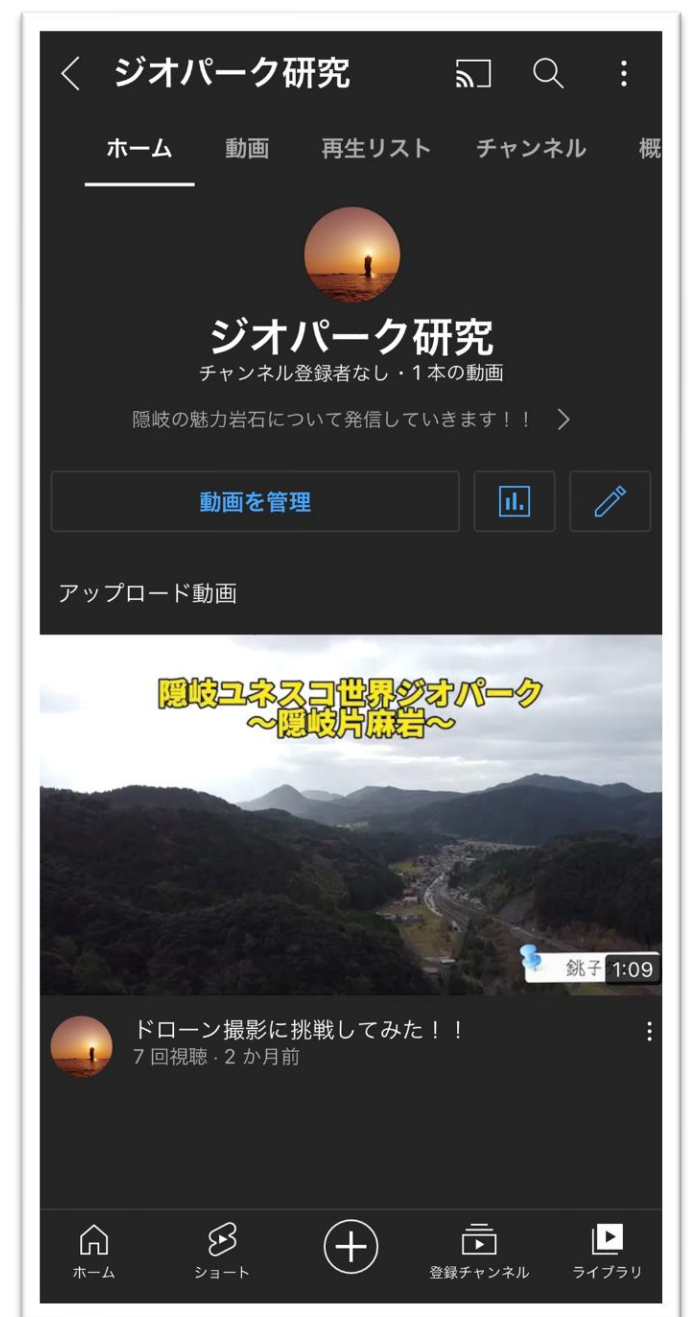 ジオパーク研究
ホーム 動画 再生リスト チャンネル 概
ジオパーク研究
チャンネル登録者なし・1 本の動画
隠岐の魅力岩石について発信していきます！！
動画を管理
アップロード動画
隠岐ユネスコ世界ジオパーク
～隠岐片麻岩～
銚子
1:09
ドローン撮影に挑戦してみた！！
7 回視聴 · 2 か月前
ホーム ショート 登録チャンネル ライブラリ